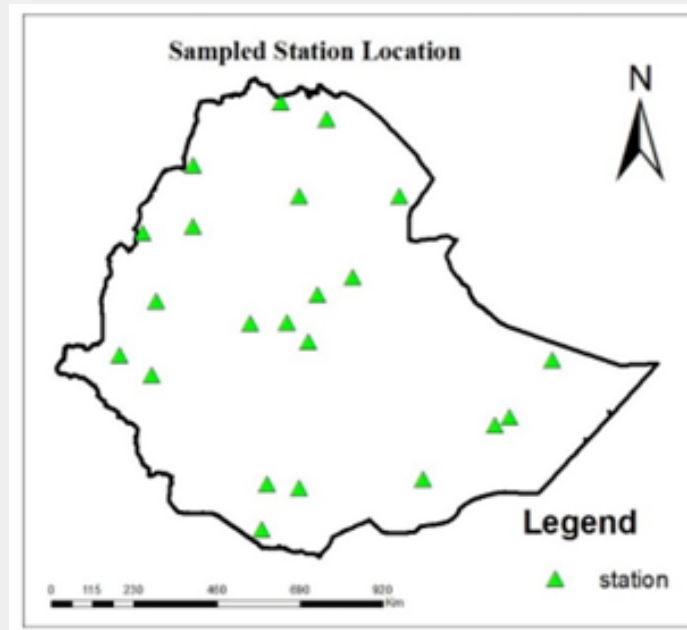 Sampled Station Location
N
Legend
station
0 115 230 460 690 920
Km